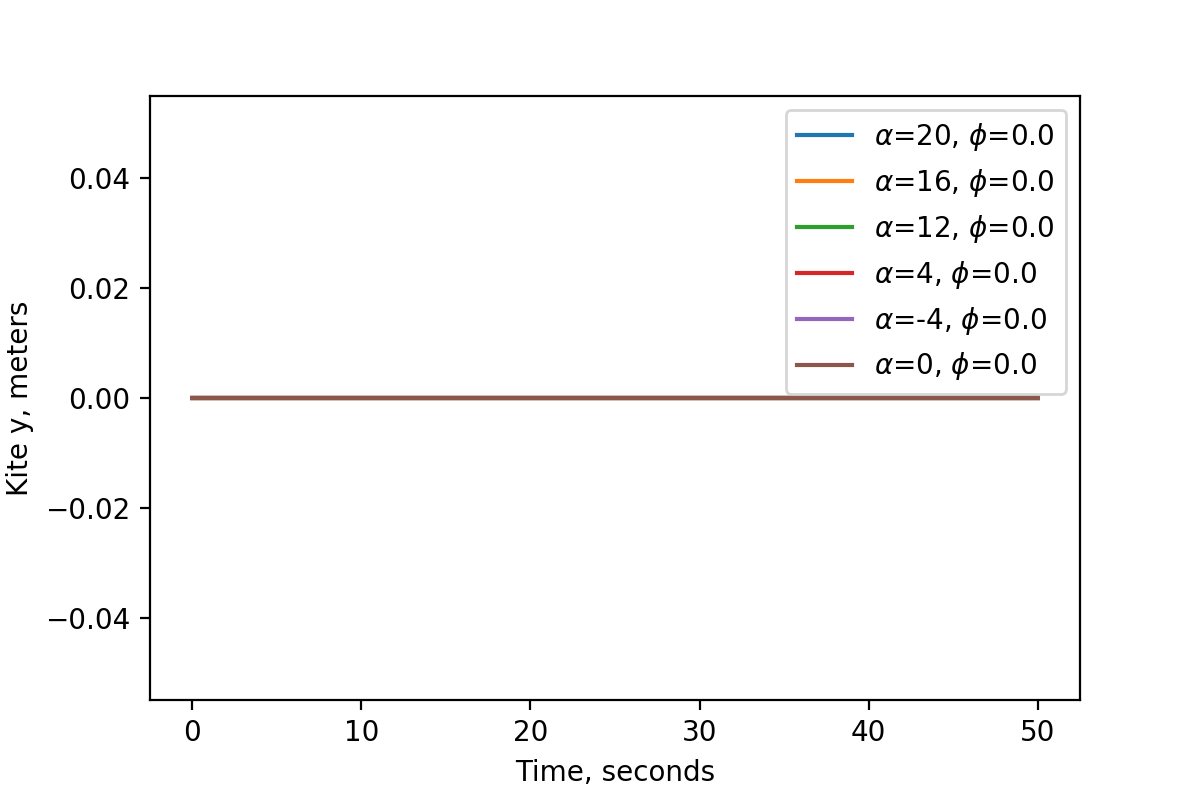 α=20, ϕ=0.0
α=16, ϕ=0.0
α=12, ϕ=0.0
α=4, ϕ=0.0
α=-4, ϕ=0.0
α=0, ϕ=0.0
0.04
0.02
0.00
−0.02
−0.04
Kite y, meters
0 10 20 30 40 50
Time, seconds